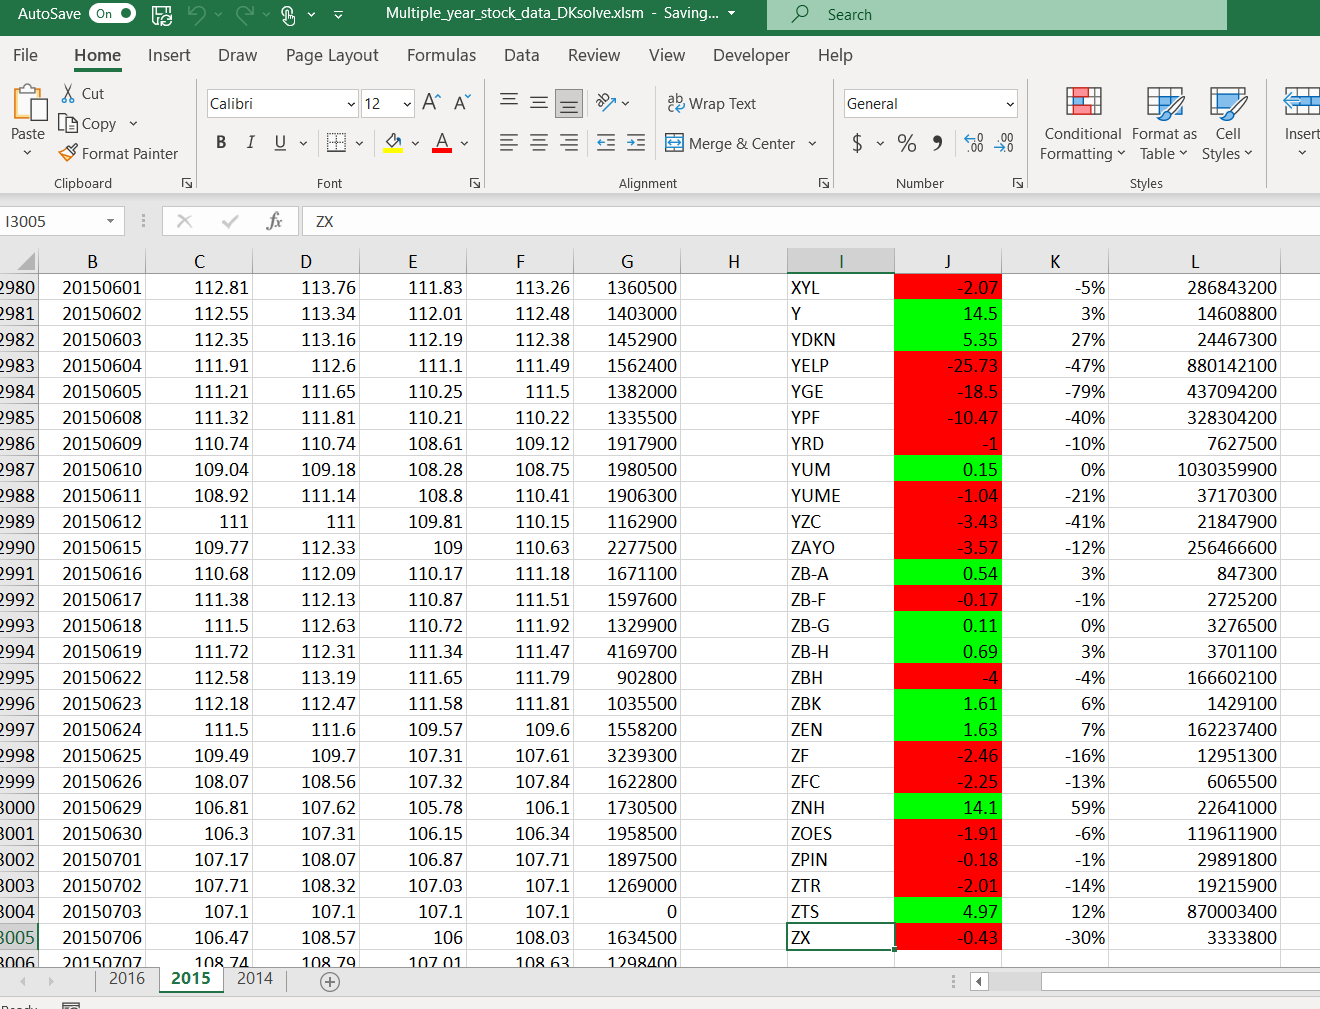 AutoSave On Multiple_year_stock_data_DKsolve.xlsm - Saving... Search
File Home Insert Draw Page Layout Formulas Data Review View Developer Help
Paste Cut Copy Format Painter Clipboard
Calibri 12 B I U A Font
ab Wrap Text Merge & Center Alignment
General $ % Number
Conditional Formatting Format as Table Cell Styles Styles
Insert
I3005 fx ZX
B C D E F G H I J K L
2980 20150601 112.81 113.76 111.83 113.26 1360500 XYL -2.07 -5% 286843200
2981 20150602 112.55 113.34 112.01 112.48 1403000 Y 14.5 3% 14608800
2982 20150603 112.35 113.16 112.19 112.38 1452900 YDKN 5.35 27% 24467300
2983 20150604 111.91 112.6 111.1 111.49 1562400 YELP -25.73 -47% 880142100
2984 20150605 111.21 111.65 110.25 111.5 1382000 YGE -18.5 -79% 437094200
2985 20150608 111.32 111.81 110.21 110.22 1335500 YPF -10.47 -40% 328304200
2986 20150609 110.74 110.74 108.61 109.12 1917900 YRD -1 -10% 7627500
2987 20150610 109.04 109.18 108.28 108.75 1980500 YUM 0.15 0% 1030359900
2988 20150611 108.92 111.14 108.8 110.41 1906300 YUME -1.04 -21% 37170300
2989 20150612 111 111 109.81 110.15 1162900 YZC -3.43 -41% 21847900
2990 20150615 109.77 112.33 109 110.63 2277500 ZAYO -3.57 -12% 256466600
2991 20150616 110.68 112.09 110.17 111.18 1671100 ZB-A 0.54 3% 847300
2992 20150617 111.38 112.13 110.87 111.51 1597600 ZB-F -0.17 -1% 2725200
2993 20150618 111.5 112.63 110.72 111.92 1329900 ZB-G 0.11 0% 3276500
2994 20150619 111.72 112.31 111.34 111.47 4169700 ZB-H 0.69 3% 3701100
2995 20150622 112.58 113.19 111.65 111.79 902800 ZBH -4 -4% 166602100
2996 20150623 112.18 112.47 111.58 111.81 1035500 ZBK 1.61 6% 1429100
2997 20150624 111.5 111.6 109.57 109.6 1558200 ZEN 1.63 7% 162237400
2998 20150625 109.49 109.7 107.31 107.61 3239300 ZF -2.46 -16% 12951300
2999 20150626 108.07 108.56 107.32 107.84 1622800 ZFC -2.25 -13% 6065500
3000 20150629 106.81 107.62 105.78 106.1 1730500 ZNH 14.1 59% 22641000
3001 20150630 106.3 107.31 106.15 106.34 1958500 ZOES -1.91 -6% 119611900
3002 20150701 107.17 108.07 106.87 107.71 1897500 ZPIN -0.18 -1% 29891800
3003 20150702 107.71 108.32 107.03 107.1 1269000 ZTR -2.01 -14% 19215900
3004 20150703 107.1 107.1 107.1 107.1 0 ZTS 4.97 12% 870003400
3005 20150706 106.47 108.57 106 108.03 1634500 ZX -0.43 -30% 3333800
3006 20150707 108.74 108.79 107.01 108.63 1298400
2016 2015 2014